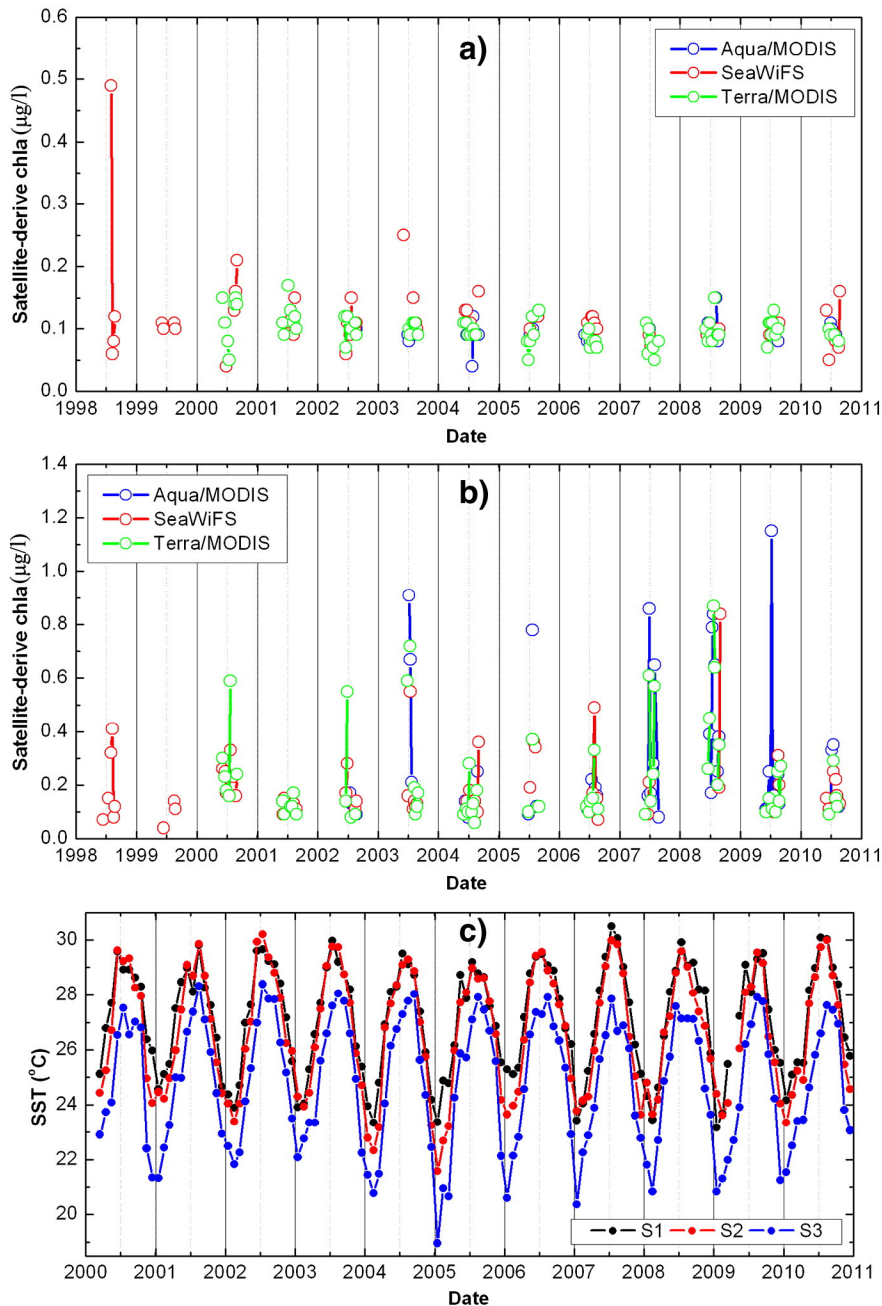 a)
Satellite-derive chla (µg/l)
0.6
0.5
0.4
0.3
0.2
0.1
0.0
Aqua/MODIS
SeaWiFS
Terra/MODIS
1998 1999 2000 2001 2002 2003 2004 2005 2006 2007 2008 2009 2010 2011
Date
b)
Satellite-derive chla (µg/l)
1.4
1.2
1.0
0.8
0.6
0.4
0.2
0.0
Aqua/MODIS
SeaWiFS
Terra/MODIS
1998 1999 2000 2001 2002 2003 2004 2005 2006 2007 2008 2009 2010 2011
Date
c)
SST (°C)
30
28
26
24
22
20
S1 S2 S3
2000 2001 2002 2003 2004 2005 2006 2007 2008 2009 2010 2011
Date